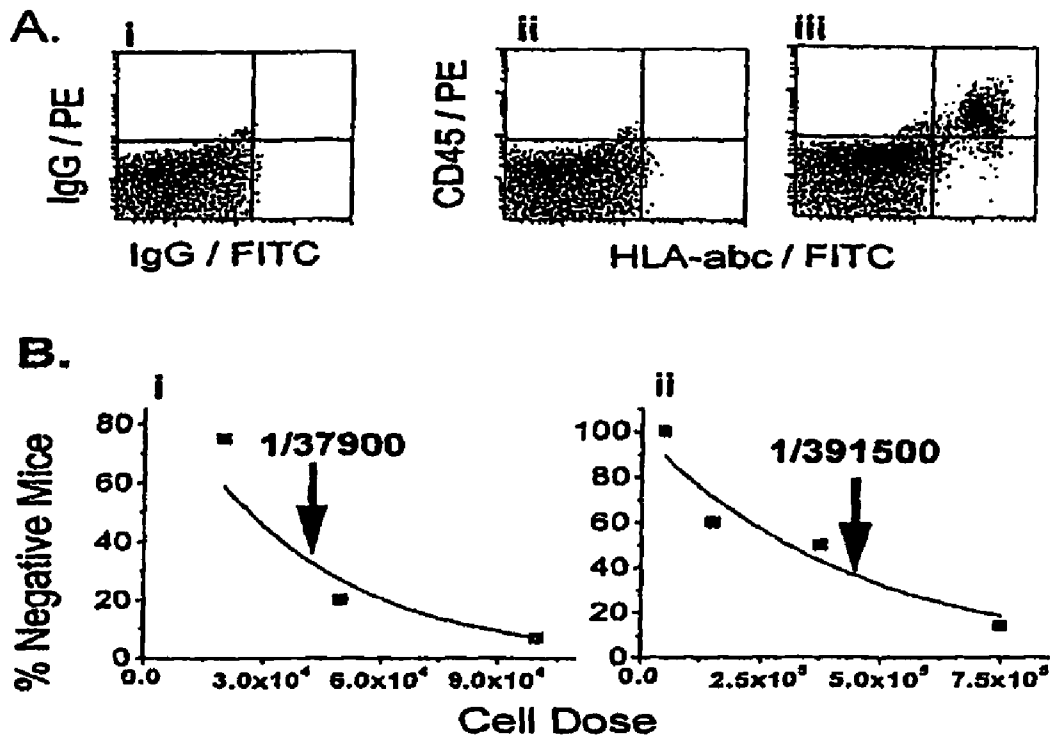 A.
i
ii
iii
IgG / PE
CD45 / PE
IgG / FITC
HLA-abc / FITC
B.
i
ii
% Negative Mice
80
60
40
20
0
1/37900
0.0
3.0x10⁴
6.0x10⁴
9.0x10⁴
100
80
60
40
20
0
1/391500
0.0
2.5x10⁵
5.0x10⁵
7.5x10⁵
Cell Dose